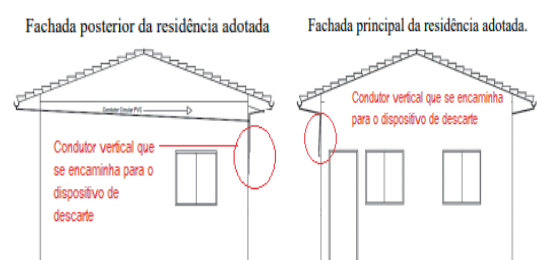 Fachada posterior da residência adotada
Condutor Circular PVC
Condutor vertical que
se encaminha para o
dispositivo de
descarte
Fachada principal da residência adotada.
Condutor vertical que se encaminha
para o dispositivo de descarte